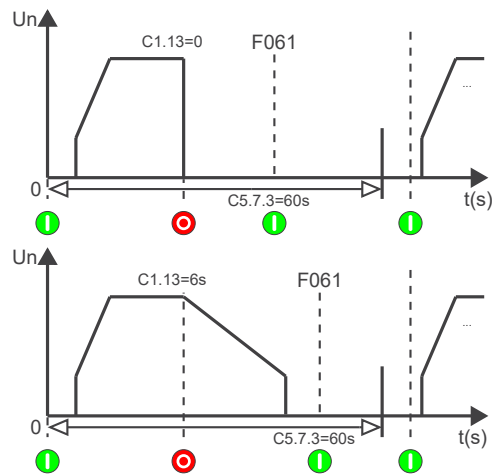 Un
C1.13=0
F061
...
0
C5.7.3=60s
t(s)
Un
C1.13=6s
F061
...
0
C5.7.3=60s
t(s)